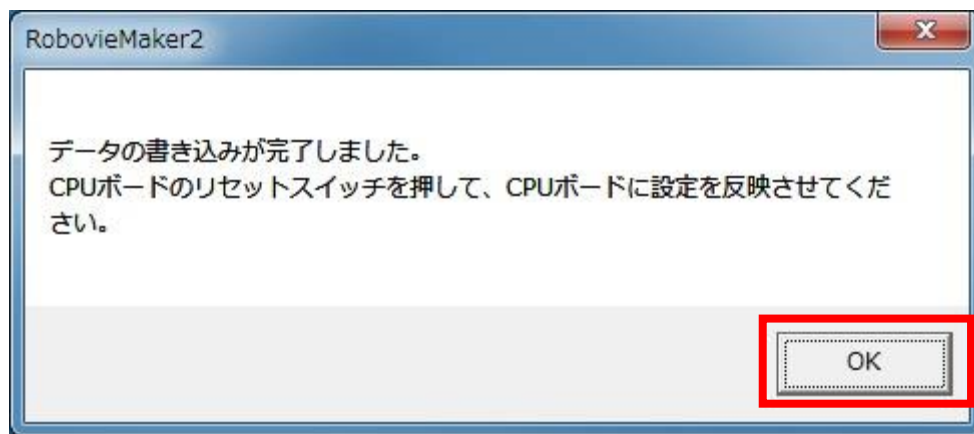 RobovieMaker2
データの書き込みが完了しました。
CPUボードのリセットスイッチを押して、CPUボードに設定を反映させてくだ
さい。
OK